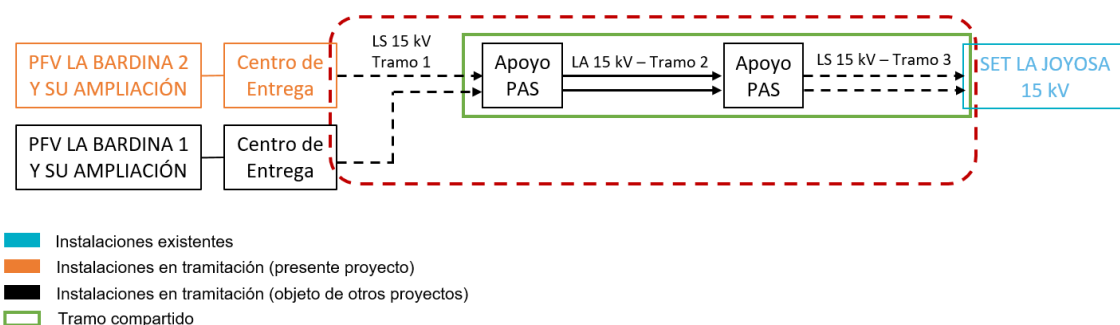 PFV LA BARDINA 2
Y SU AMPLIACIÓN
Centro de
Entrega
LS 15 kV
Tramo 1
Apoyo
PAS
LA 15 kV – Tramo 2
Apoyo
PAS
LS 15 kV – Tramo 3
SET LA JOYOSA
15 kV
PFV LA BARDINA 1
Y SU AMPLIACIÓN
Centro de
Entrega
Instalaciones existentes
Instalaciones en tramitación (presente proyecto)
Instalaciones en tramitación (objeto de otros proyectos)
Tramo compartido